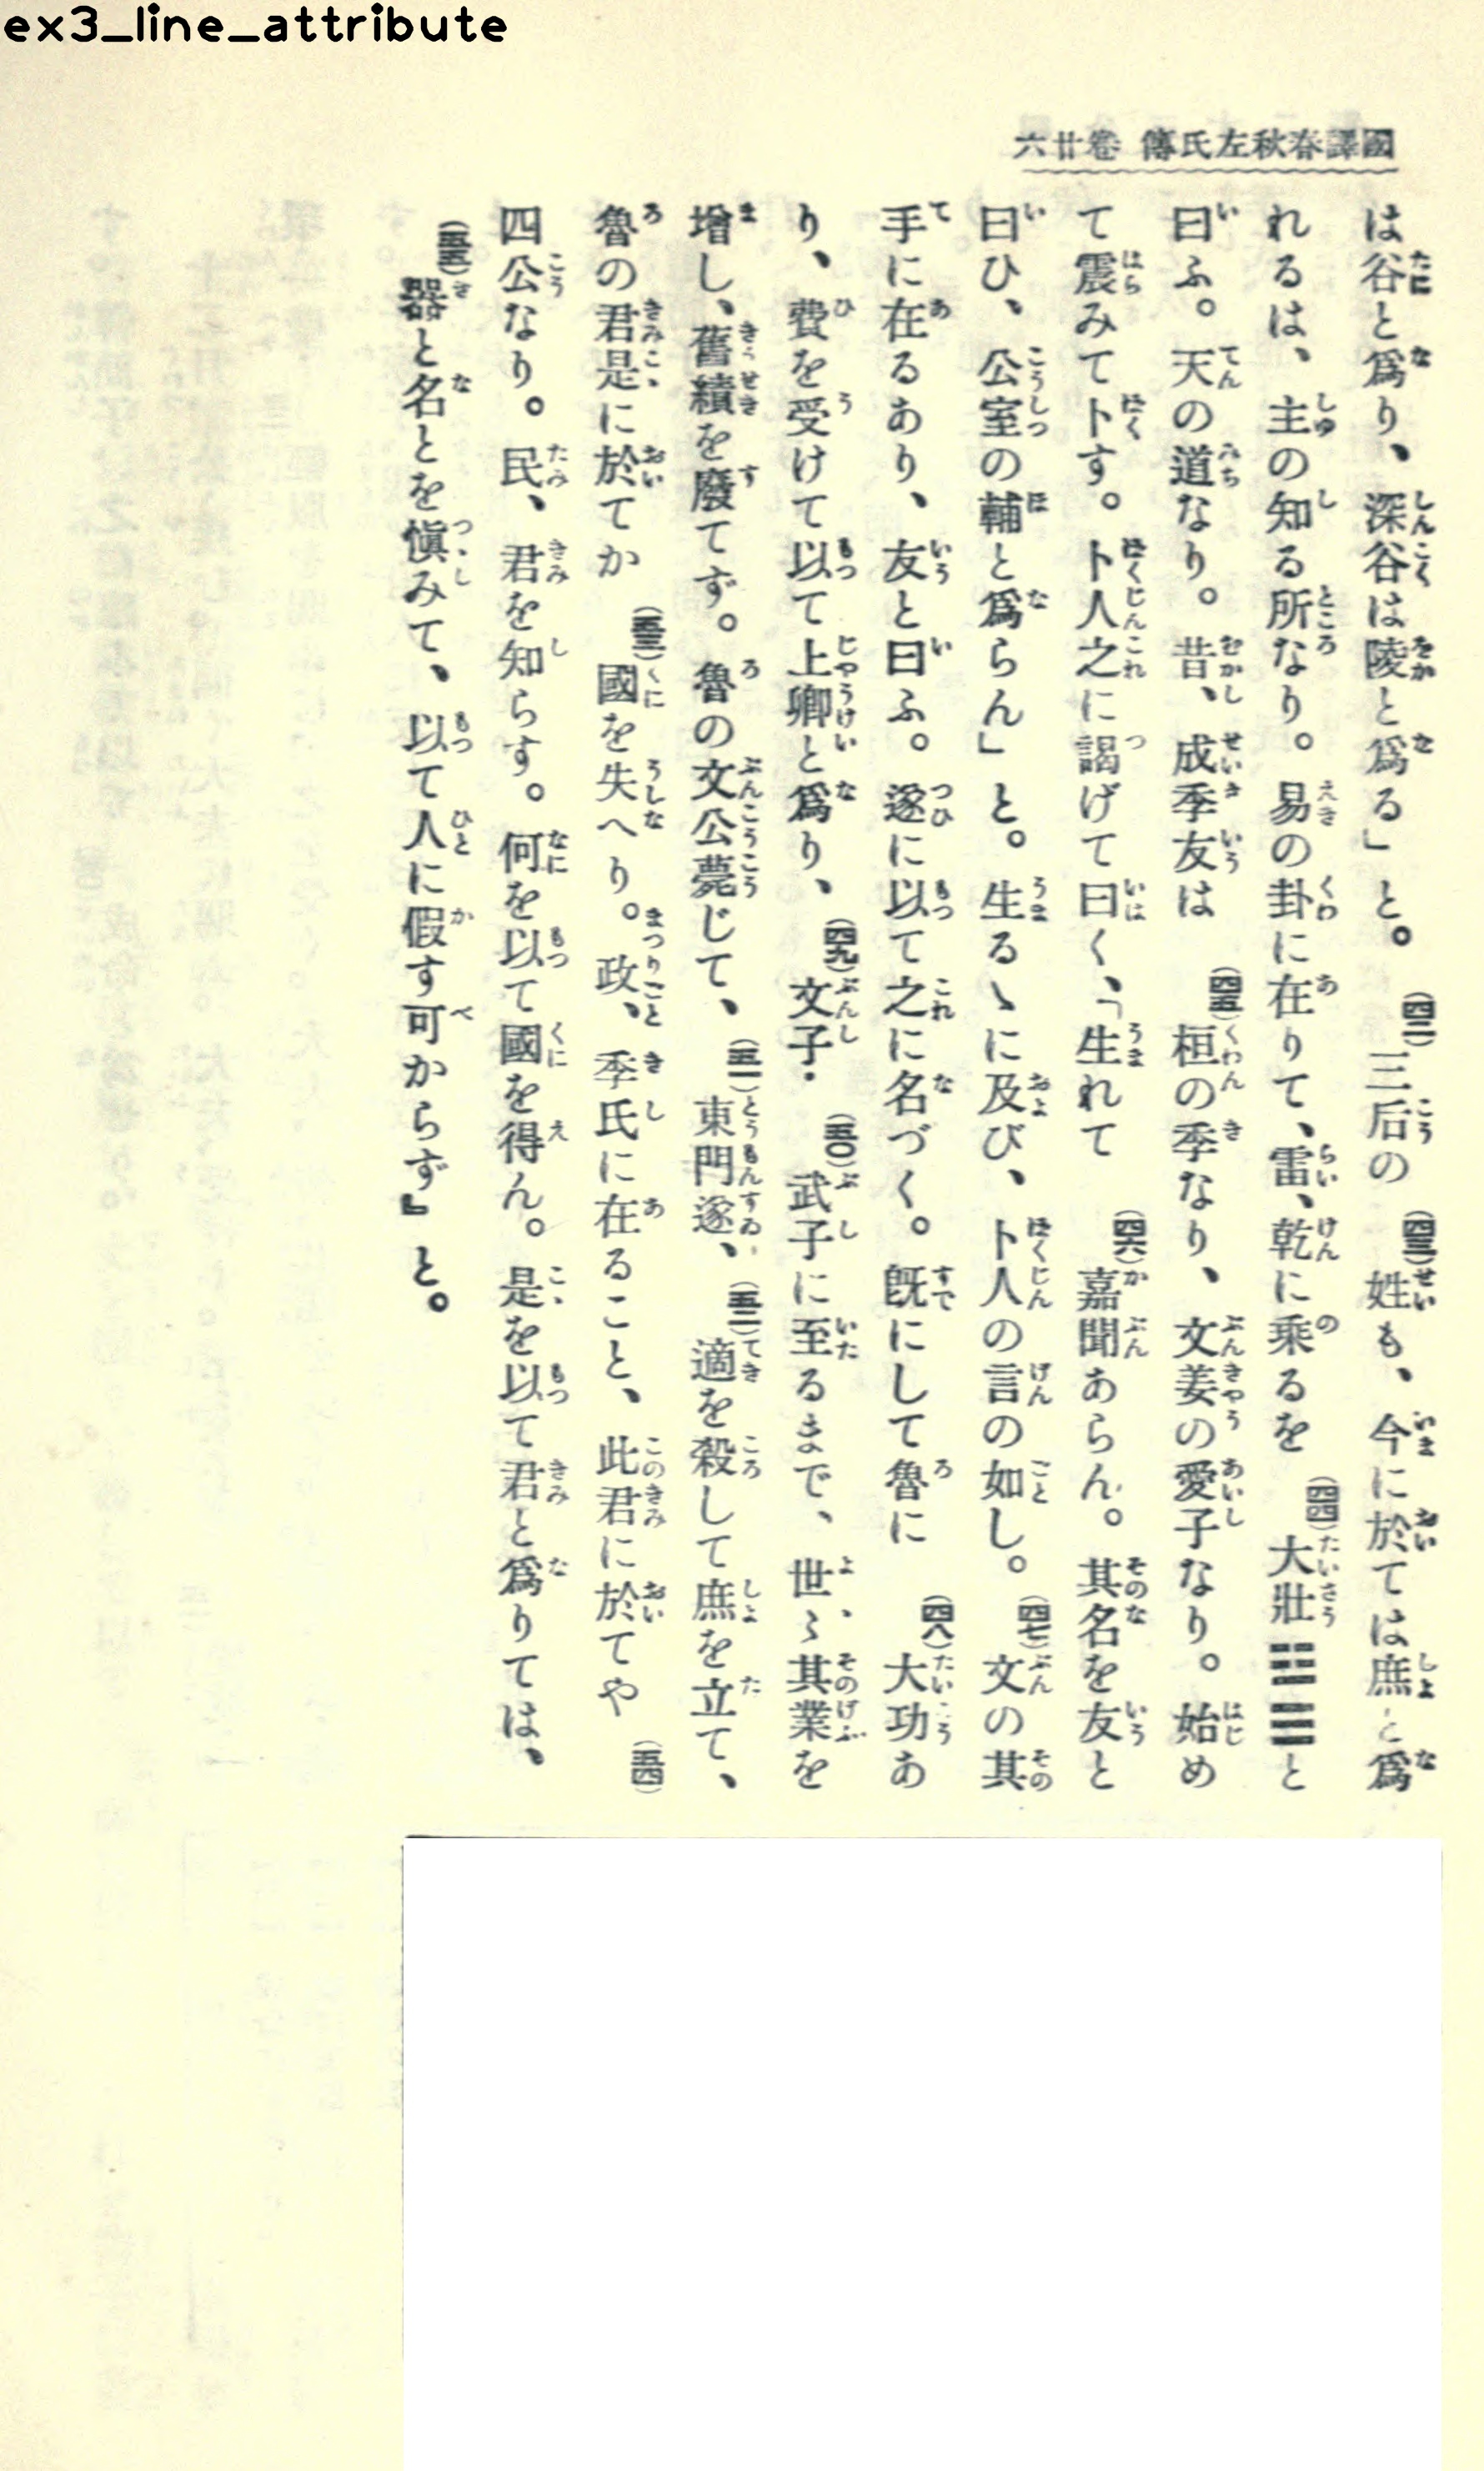 ex3_line_attribute
國譯春秋左氏傳 卷廿六
は谷と爲り、深谷は陵と爲る」と。(四二)三后の(四三)姓も、今に於ては庶と爲
れるは、主の知る所なり。易の卦に在りて、雷、乾に乘るを(四四)大壯䷡と
曰ふ。天の道なり。昔、成季友は(四五)桓の季なり、文姜の愛子なり。始め
て震みて卜す。卜人之に謁げて曰く、「生れて(四六)嘉聞あらん。其名を友と
曰ひ、公室の輔と爲らん」と。生るゝに及び、卜人の言の如し。(四七)文の其
手に在るあり、友と曰ふ。遂に以て之に名づく。既にして魯に(四八)大功あ
り、費を受けて以て上卿と爲り、(四九)文子・(五〇)武子に至るまで、世ゝ其業を
增し、舊績を廢てず。魯の文公薨じて、(五一)東門遂、(五二)適を殺して庶を立て、
魯の君是に於てか(五三)國を失へり。政、季氏に在ること、此君に於てや(五四)
四公なり。民、君を知らす。何を以て國を得ん。是を以て君と爲りては、
(五五)器と名とを愼みて、以て人に假す可からず』と。